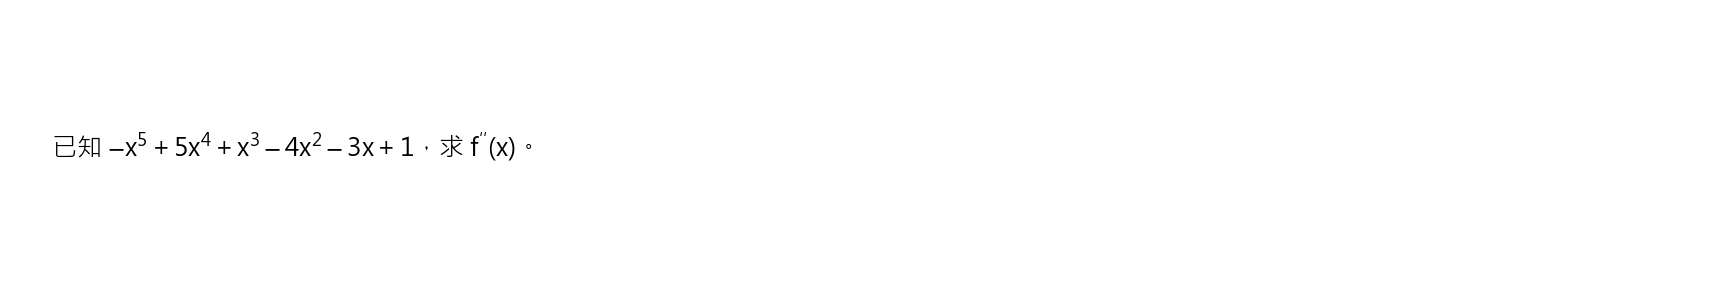 已知 –x⁵ + 5x⁴ + x³ – 4x² – 3x + 1，求 f″(x)。